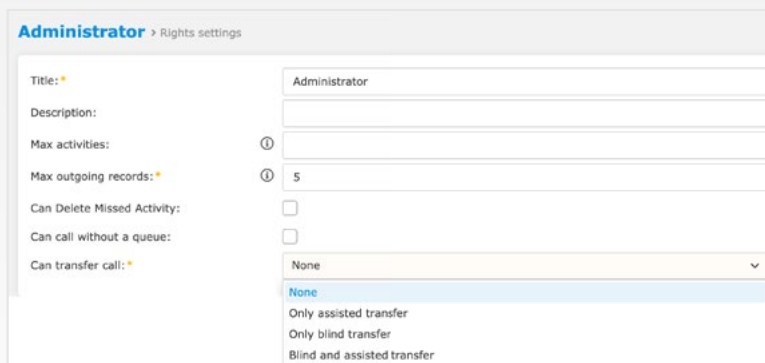 Administrator > Rights settings
Title:* Administrator
Description:
Max activities:
Max outgoing records:* 5
Can Delete Missed Activity:
Can call without a queue:
Can transfer call:* None
None
Only assisted transfer
Only blind transfer
Blind and assisted transfer